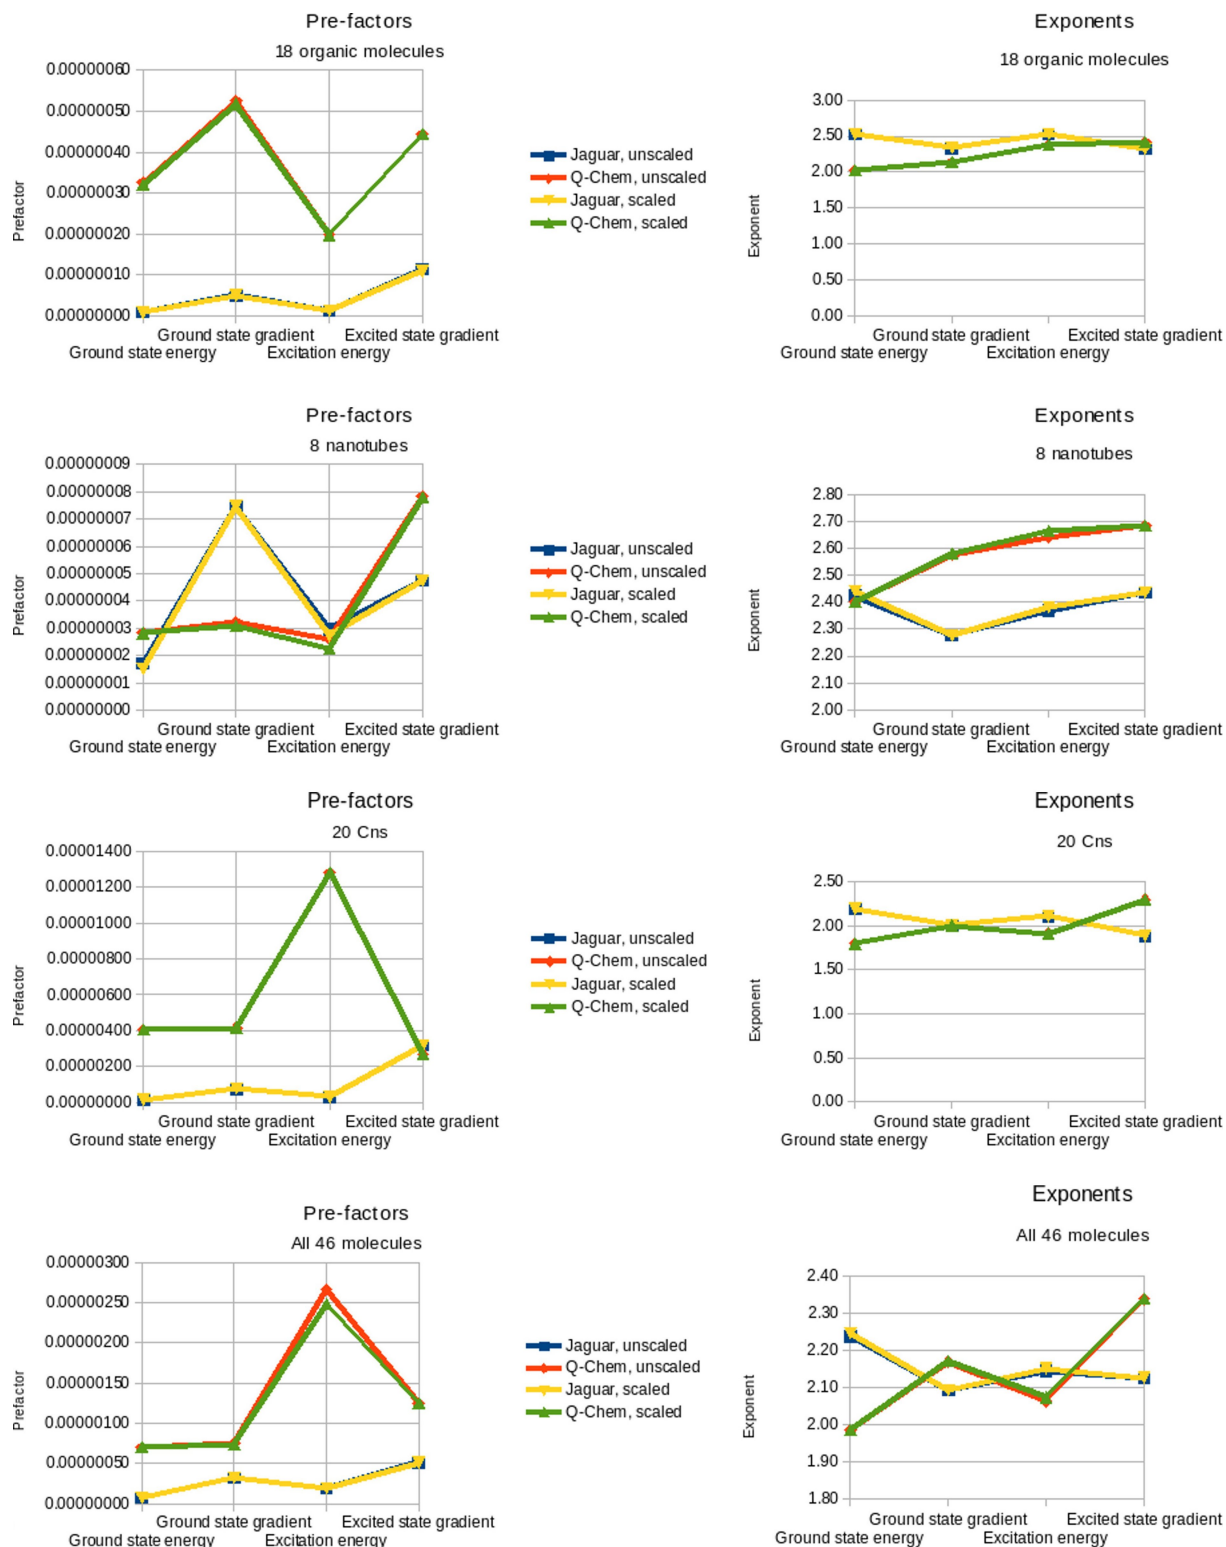 Pre-factors
18 organic molecules
0.00000060
0.00000050
0.00000040
0.00000030
0.00000020
0.00000010
0.00000000
Prefactor
Ground state gradient Excited state gradient
Ground state energy Excitation energy
Jaguar, unscaled
Q-Chem, unscaled
Jaguar, scaled
Q-Chem, scaled
Exponents
18 organic molecules
3.00
2.50
2.00
1.50
1.00
0.50
0.00
Exponent
Ground state gradient Excited state gradient
Ground state energy Excitation energy
Pre-factors
8 nanotubes
0.00000009
0.00000008
0.00000007
0.00000006
0.00000005
0.00000004
0.00000003
0.00000002
0.00000001
0.00000000
Prefactor
Ground state gradient Excited state gradient
Ground state energy Excitation energy
Jaguar, unscaled
Q-Chem, unscaled
Jaguar, scaled
Q-Chem, scaled
Exponents
8 nanotubes
2.80
2.70
2.60
2.50
2.40
2.30
2.20
2.10
2.00
Exponent
Ground state gradient Excited state gradient
Ground state energy Excitation energy
Pre-factors
20 Cns
0.00001400
0.00001200
0.00001000
0.00000800
0.00000600
0.00000400
0.00000200
0.00000000
Prefactor
Ground state gradient Excited state gradient
Ground state energy Excitation energy
Jaguar, unscaled
Q-Chem, unscaled
Jaguar, scaled
Q-Chem, scaled
Exponents
20 Cns
2.50
2.00
1.50
1.00
0.50
0.00
Exponent
Ground state gradient Excited state gradient
Ground state energy Excitation energy
Pre-factors
All 46 molecules
0.00000300
0.00000250
0.00000200
0.00000150
0.00000100
0.00000050
0.00000000
Prefactor
Ground state gradient Excited state gradient
Ground state energy Excitation energy
Jaguar, unscaled
Q-Chem, unscaled
Jaguar, scaled
Q-Chem, scaled
Exponents
All 46 molecules
2.40
2.30
2.20
2.10
2.00
1.90
1.80
Exponent
Ground state gradient Excited state gradient
Ground state energy Excitation energy